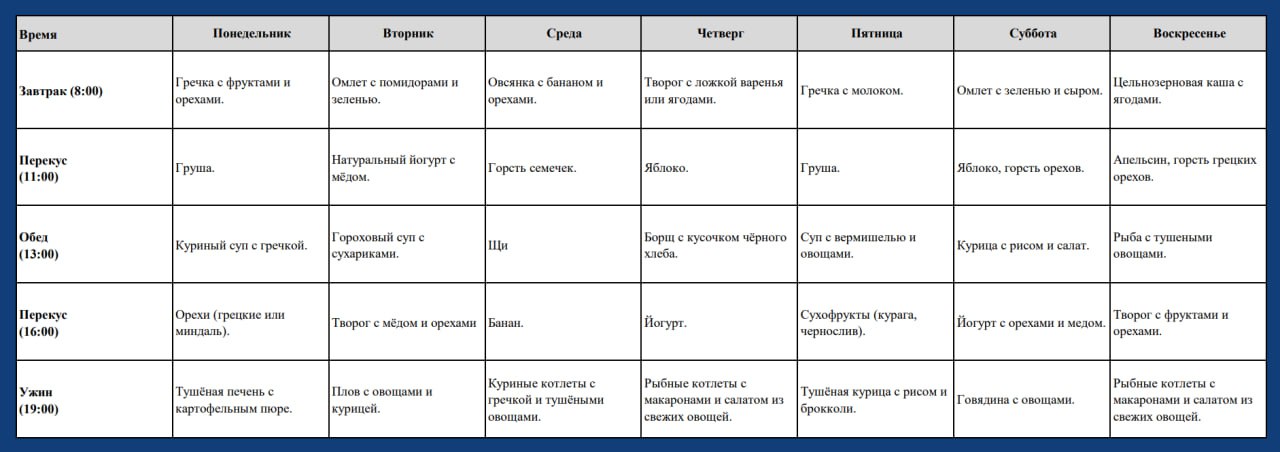 Время
Понедельник
Вторник
Среда
Четверг
Пятница
Суббота
Воскресенье
Завтрак (8:00)
Гречка с фруктами и
орехами.
Омлет с помидорами и
зеленью.
Овсянка с бананом и
орехами.
Творог с ложкой варенья
или ягодами.
Гречка с молоком.
Омлет с зеленью и сыром.
Цельнозерновая каша с
ягодами.
Перекус
(11:00)
Груша.
Натуральный йогурт с
мёдом.
Горсть семечек.
Яблоко.
Груша.
Яблоко, горсть орехов.
Апельсин, горсть грецких
орехов.
Обед
(13:00)
Куриный суп с гречкой.
Гороховый суп с
сухариками.
Щи
Борщ с кусочком чёрного
хлеба.
Суп с вермишелью и
овощами.
Курица с рисом и салат.
Рыба с тушеными
овощами.
Перекус
(16:00)
Орехи (грецкие или
миндаль).
Творог с мёдом и орехами
Банан.
Йогурт.
Сухофрукты (курага,
чернослив).
Йогурт с орехами и медом.
Творог с фруктами и
орехами.
Ужин
(19:00)
Тушёная печень с
картофельным пюре.
Плов с овощами и
курицей.
Куриные котлеты с
гречкой и тушёными
овощами.
Рыбные котлеты с
макаронами и салатом из
свежих овощей.
Тушёная курица с рисом и
брокколи.
Говядина с овощами.
Рыбные котлеты с
макаронами и салатом из
свежих овощей.